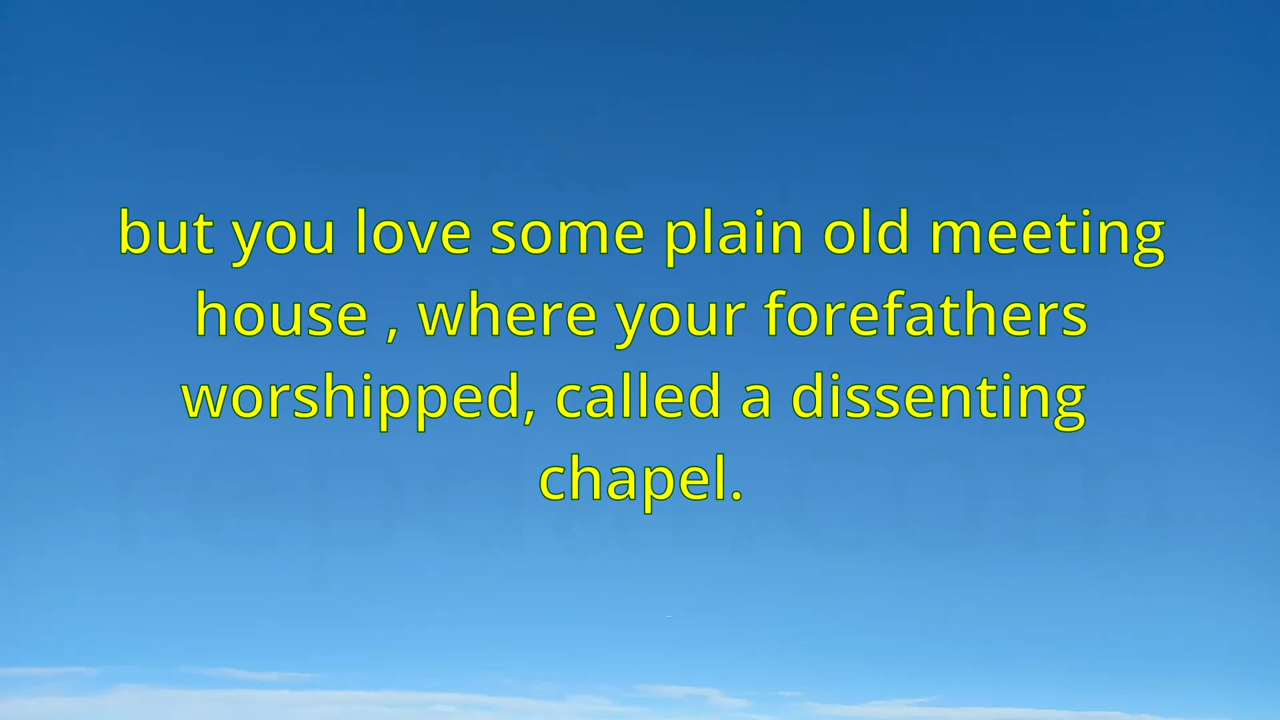 but you love some plain old meeting
house , where your forefathers
worshipped, called a dissenting
chapel.